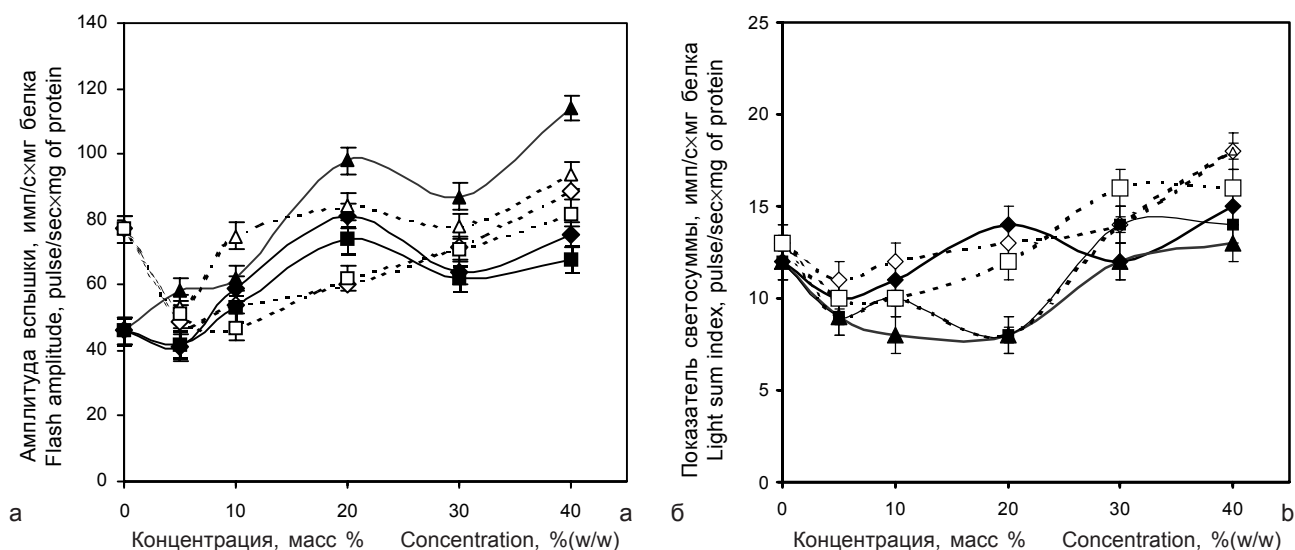 Амплитуда вспышки, имп/с×мг белка
Flash amplitude, pulse/sec×mg of protein
140
120
100
80
60
40
20
0
0 10 20 30 40
Концентрация, масс % Concentration, %(w/w)
а a
Показатель светосуммы, имп/с×мг белка
Light sum index, pulse/sec×mg of protein
25
20
15
10
5
0
0 10 20 30 40
Концентрация, масс % Concentration, %(w/w)
б b